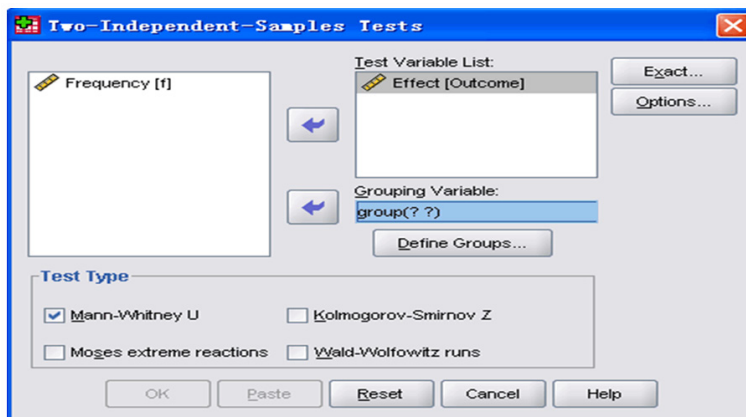 Two-Independent-Samples Tests
Frequency [f]
Test Variable List:
Effect [Outcome]
Exact...
Options...
Grouping Variable:
group(? ?)
Define Groups...
Test Type
Mann-Whitney U
Kolmogorov-Smirnov Z
Moses extreme reactions
Wald-Wolfowitz runs
OK
Paste
Reset
Cancel
Help